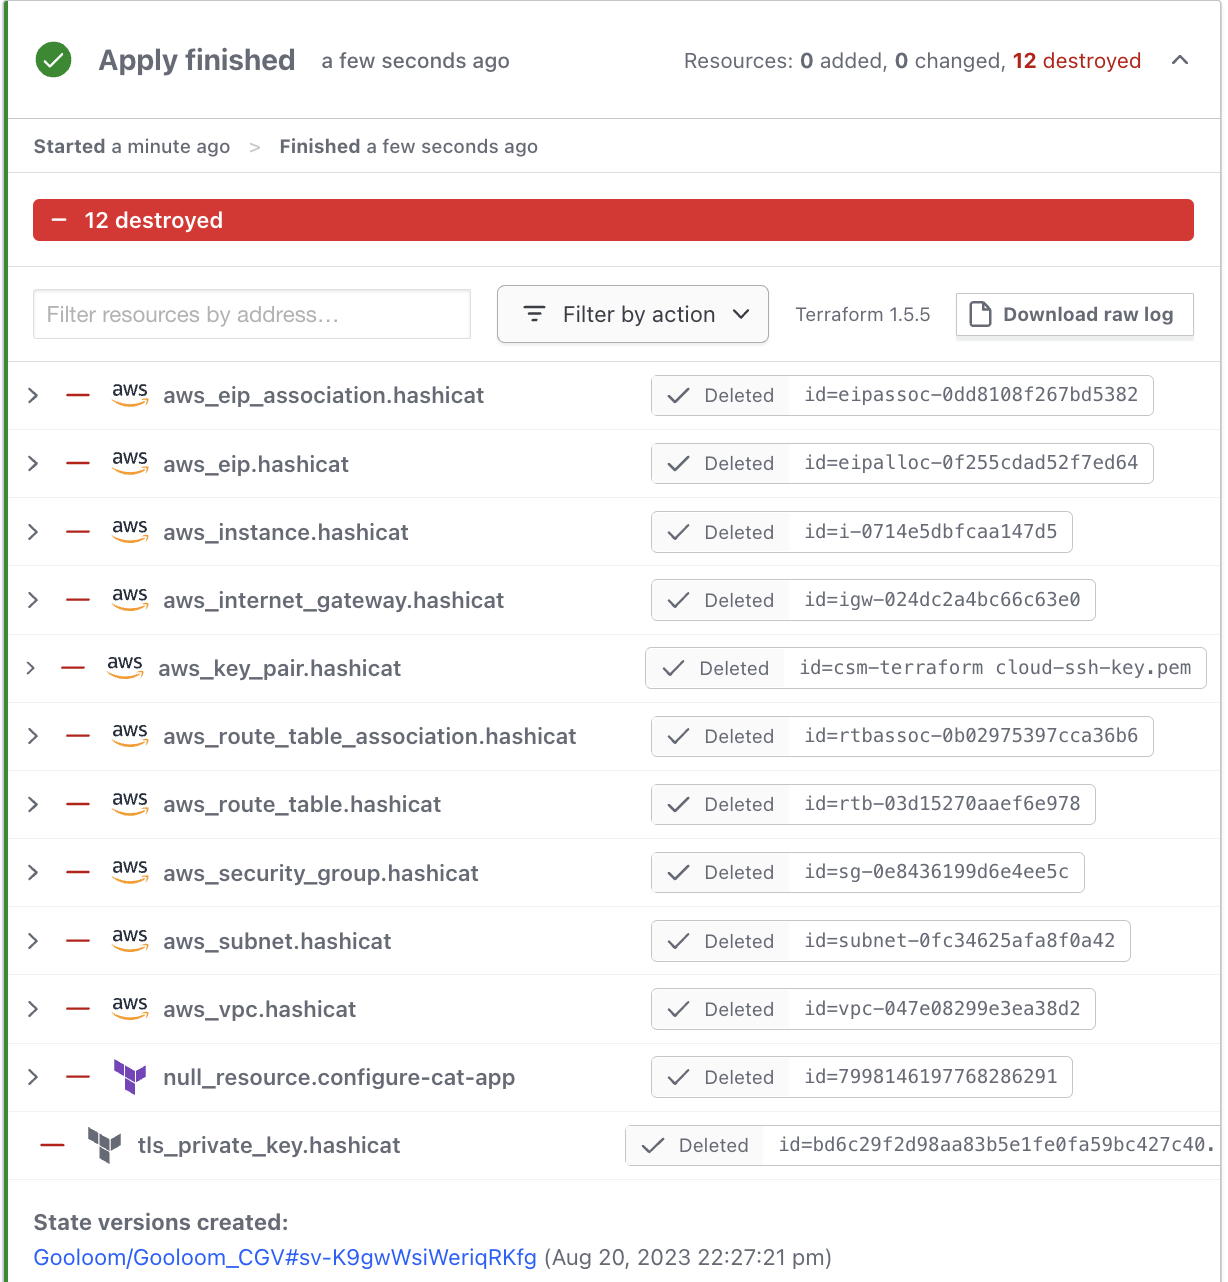 Apply finished a few seconds ago Resources: 0 added, 0 changed, 12 destroyed
Started a minute ago > Finished a few seconds ago
12 destroyed
Filter resources by address... Filter by action Terraform 1.5.5 Download raw log
aws aws_eip_association.hashicat Deleted id=eipassoc-0dd8108f267bd5382
aws aws_eip.hashicat Deleted id=eipalloc-0f255cdad52f7ed64
aws aws_instance.hashicat Deleted id=i-0714e5dbfcaa147d5
aws aws_internet_gateway.hashicat Deleted id=igw-024dc2a4bc66c63e0
aws aws_key_pair.hashicat Deleted id=csm-terraform cloud-ssh-key.pem
aws aws_route_table_association.hashicat Deleted id=rtbassoc-0b02975397cca36b6
aws aws_route_table.hashicat Deleted id=rtb-03d15270aaef6e978
aws aws_security_group.hashicat Deleted id=sg-0e8436199d6e4ee5c
aws aws_subnet.hashicat Deleted id=subnet-0fc34625afa8f0a42
aws aws_vpc.hashicat Deleted id=vpc-047e08299e3ea38d2
null_resource.configure-cat-app Deleted id=7998146197768286291
tls_private_key.hashicat Deleted id=bd6c29f2d98aa83b5e1fe0fa59bc427c40.
State versions created:
Gooloom/Gooloom_CGV#sv-K9gwWsiWeriqRKfg (Aug 20, 2023 22:27:21 pm)